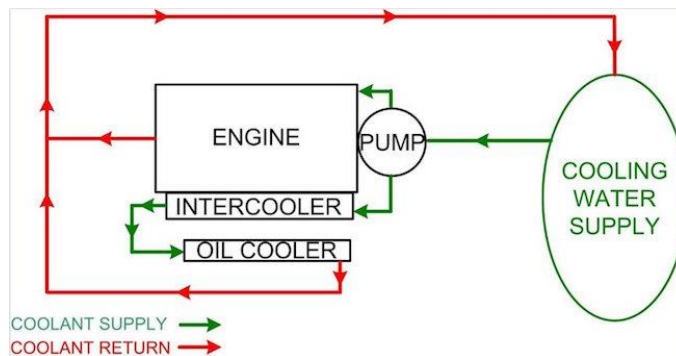 ENGINE
PUMP
COOLING
WATER
SUPPLY
INTERCOOLER
OIL COOLER
COOLANT SUPPLY
COOLANT RETURN